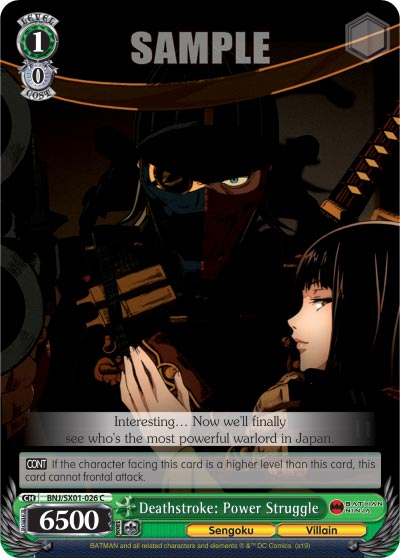 LEVEL
1
0
COST
SAMPLE
Interesting... Now we'll finally
see who's the most powerful warlord in Japan.
CONT If the character facing this card is a higher level than this card, this
card cannot frontal attack.
CH BNJ/SX01-026 C
Deathstroke: Power Struggle
BATMAN NINJA
POWER
6500
SOUL
Sengoku
Villain
BATMAN and all related characters and elements © &™ DC Comics. (s19)